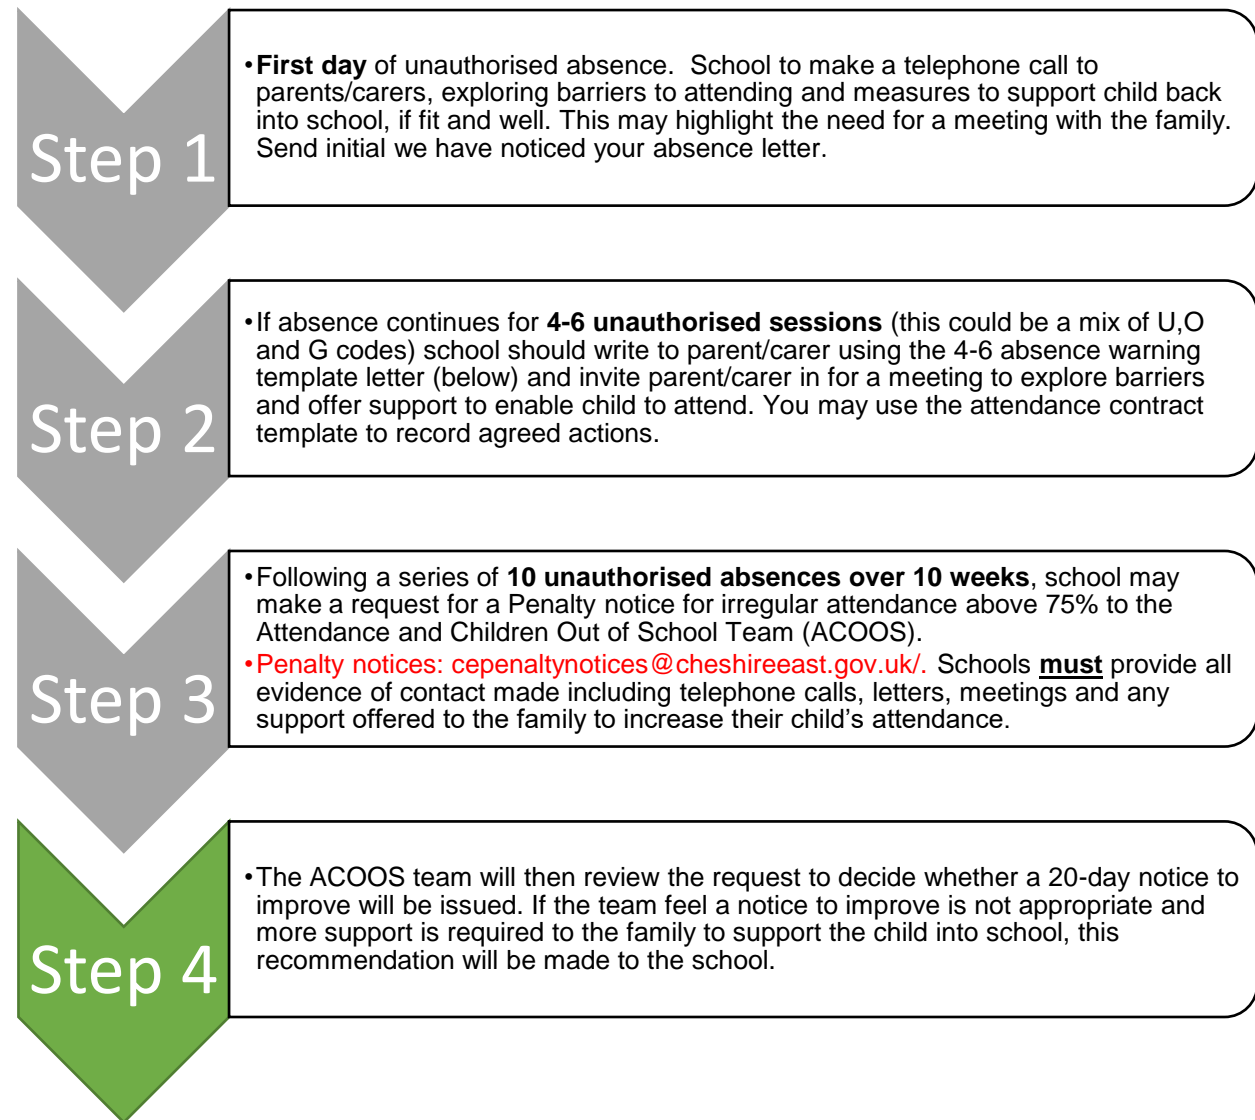 Step 1
•First day of unauthorised absence.  School to make a telephone call to
parents/carers, exploring barriers to attending and measures to support child back
into school, if fit and well. This may highlight the need for a meeting with the family.
Send initial we have noticed your absence letter.
Step 2
•If absence continues for 4-6 unauthorised sessions (this could be a mix of U,O
and G codes) school should write to parent/carer using the 4-6 absence warning
template letter (below) and invite parent/carer in for a meeting to explore barriers
and offer support to enable child to attend. You may use the attendance contract
template to record agreed actions.
Step 3
•Following a series of 10 unauthorised absences over 10 weeks, school may
make a request for a Penalty notice for irregular attendance above 75% to the
Attendance and Children Out of School Team (ACOOS).
•Penalty notices: cepenaltynotices@cheshireeast.gov.uk/. Schools must provide all
evidence of contact made including telephone calls, letters, meetings and any
support offered to the family to increase their child’s attendance.
Step 4
•The ACOOS team will then review the request to decide whether a 20-day notice to
improve will be issued. If the team feel a notice to improve is not appropriate and
more support is required to the family to support the child into school, this
recommendation will be made to the school.